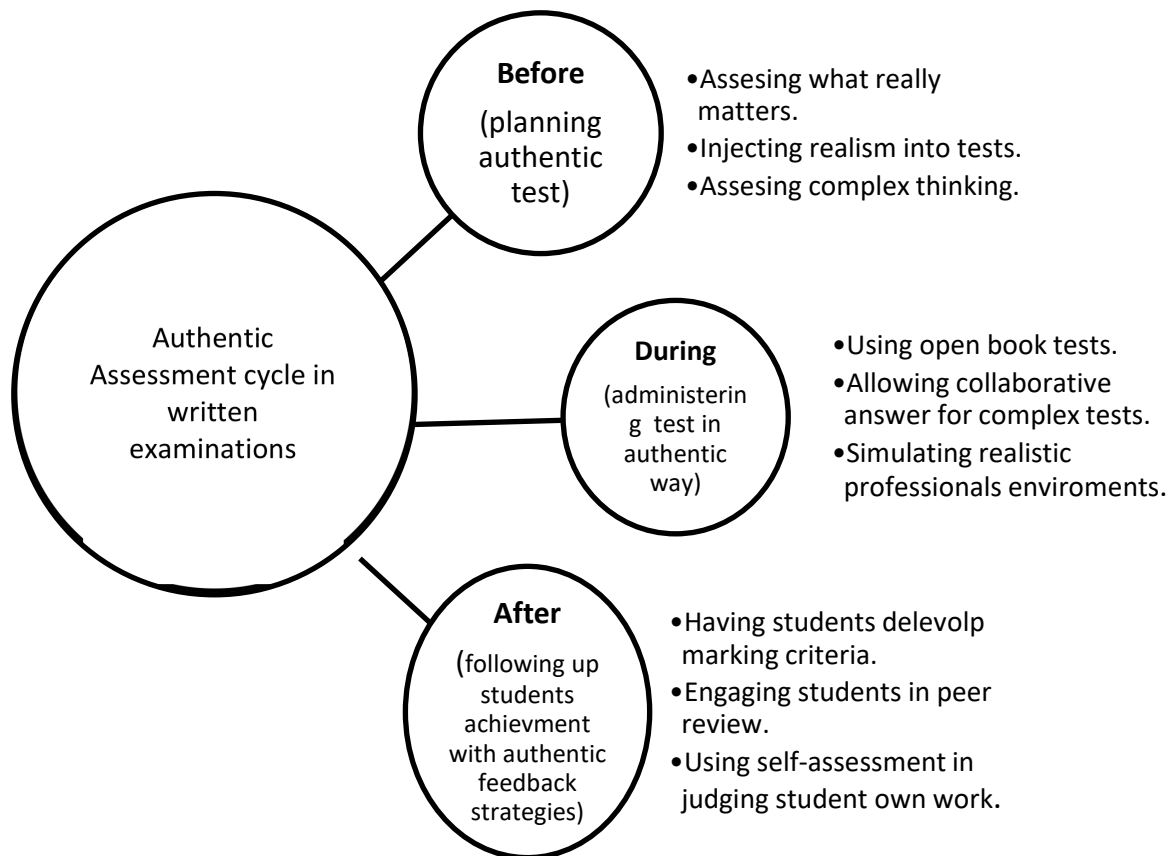 Authentic
Assessment cycle in
written
examinations
Before
(planning
authentic
test)
•Assesing what really
matters.
•Injecting realism into tests.
•Assesing complex thinking.
During
(administerin
g test in
authentic
way)
•Using open book tests.
•Allowing collaborative
answer for complex tests.
•Simulating realistic
professionals enviroments.
After
(following up
students
achievment
with authentic
feedback
strategies)
•Having students delevolp
marking criteria.
•Engaging students in peer
review.
•Using self-assessment in
judging student own work.